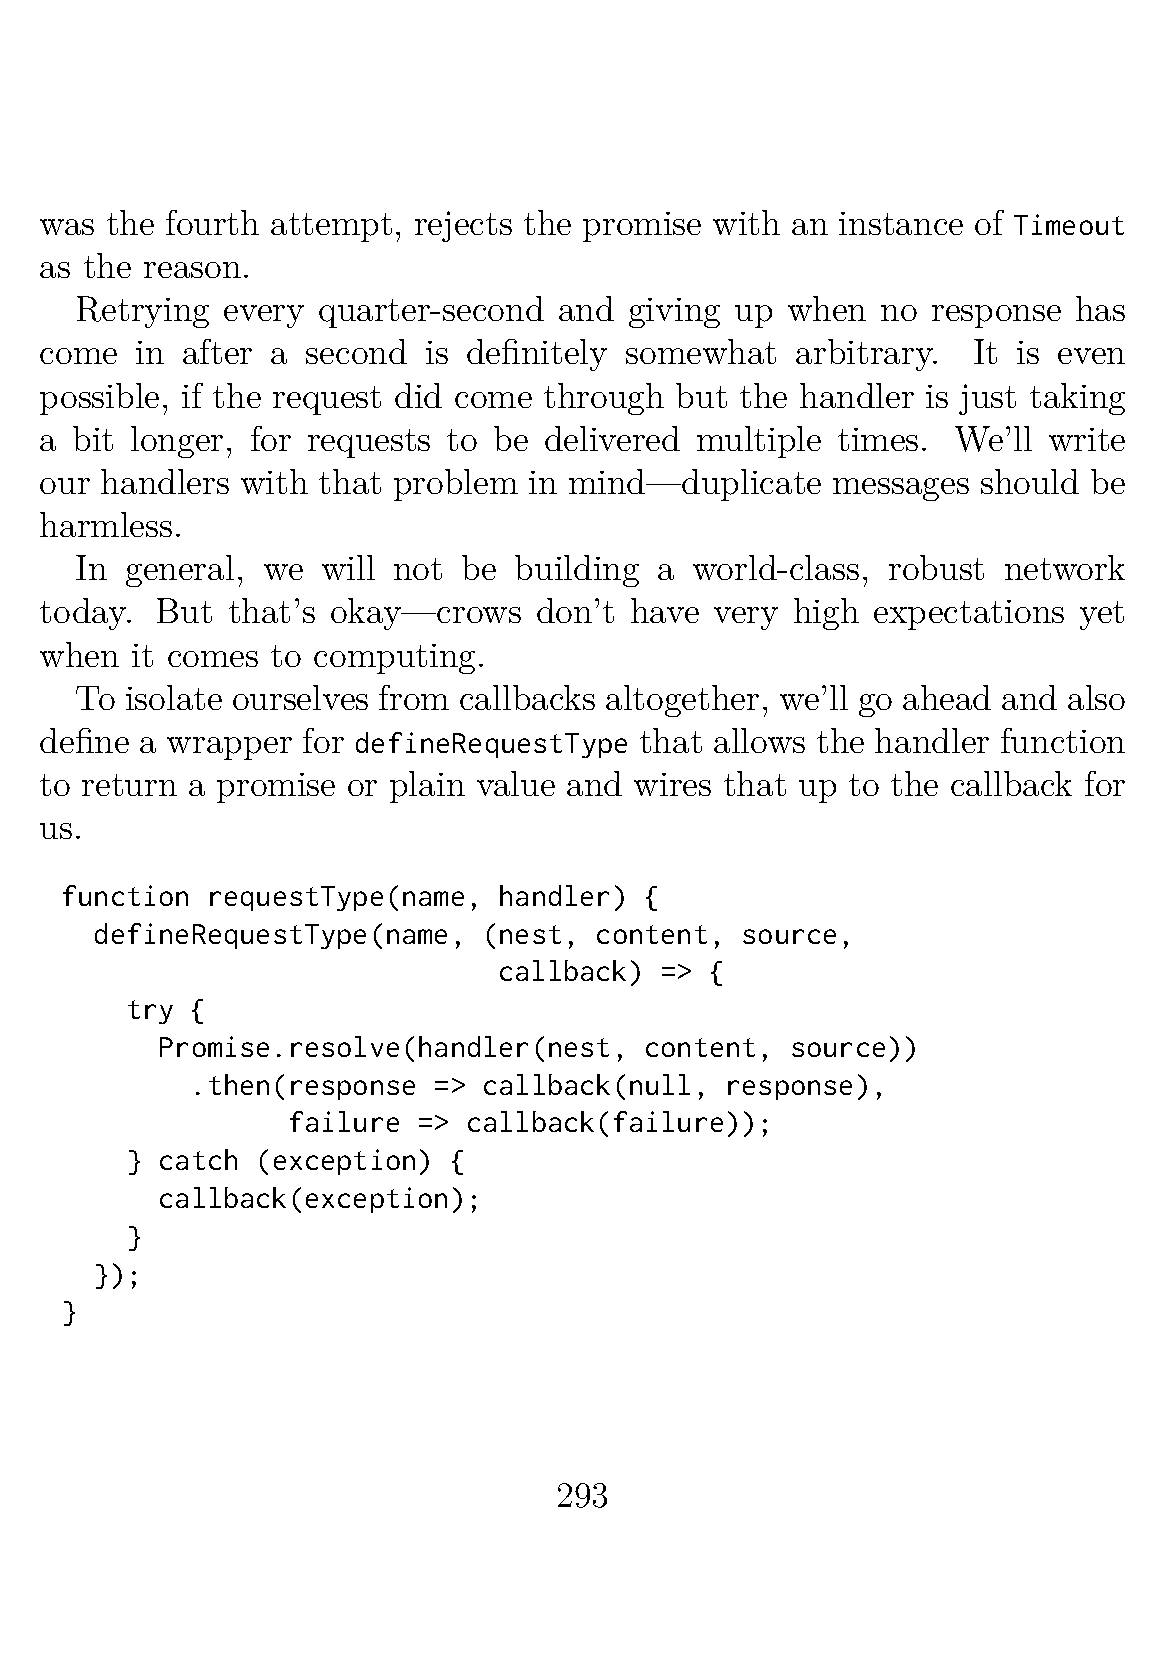 was the fourth attempt, rejects the promise with an instance of Timeout
as the reason.
Retrying every quarter-second and giving up when no response has
come in after a second is definitely somewhat arbitrary. It is even
possible, if the request did come through but the handler is just taking
a bit longer, for requests to be delivered multiple times. We'll write
our handlers with that problem in mind—duplicate messages should be
harmless.
In general, we will not be building a world-class, robust network
today. But that's okay—crows don't have very high expectations yet
when it comes to computing.
To isolate ourselves from callbacks altogether, we'll go ahead and also
define a wrapper for defineRequestType that allows the handler function
to return a promise or plain value and wires that up to the callback for
us.
function requestType(name, handler) {
  defineRequestType(name, (nest, content, source,
                           callback) => {
    try {
      Promise.resolve(handler(nest, content, source))
        .then(response => callback(null, response),
              failure => callback(failure));
    } catch (exception) {
      callback(exception);
    }
  });
}
293